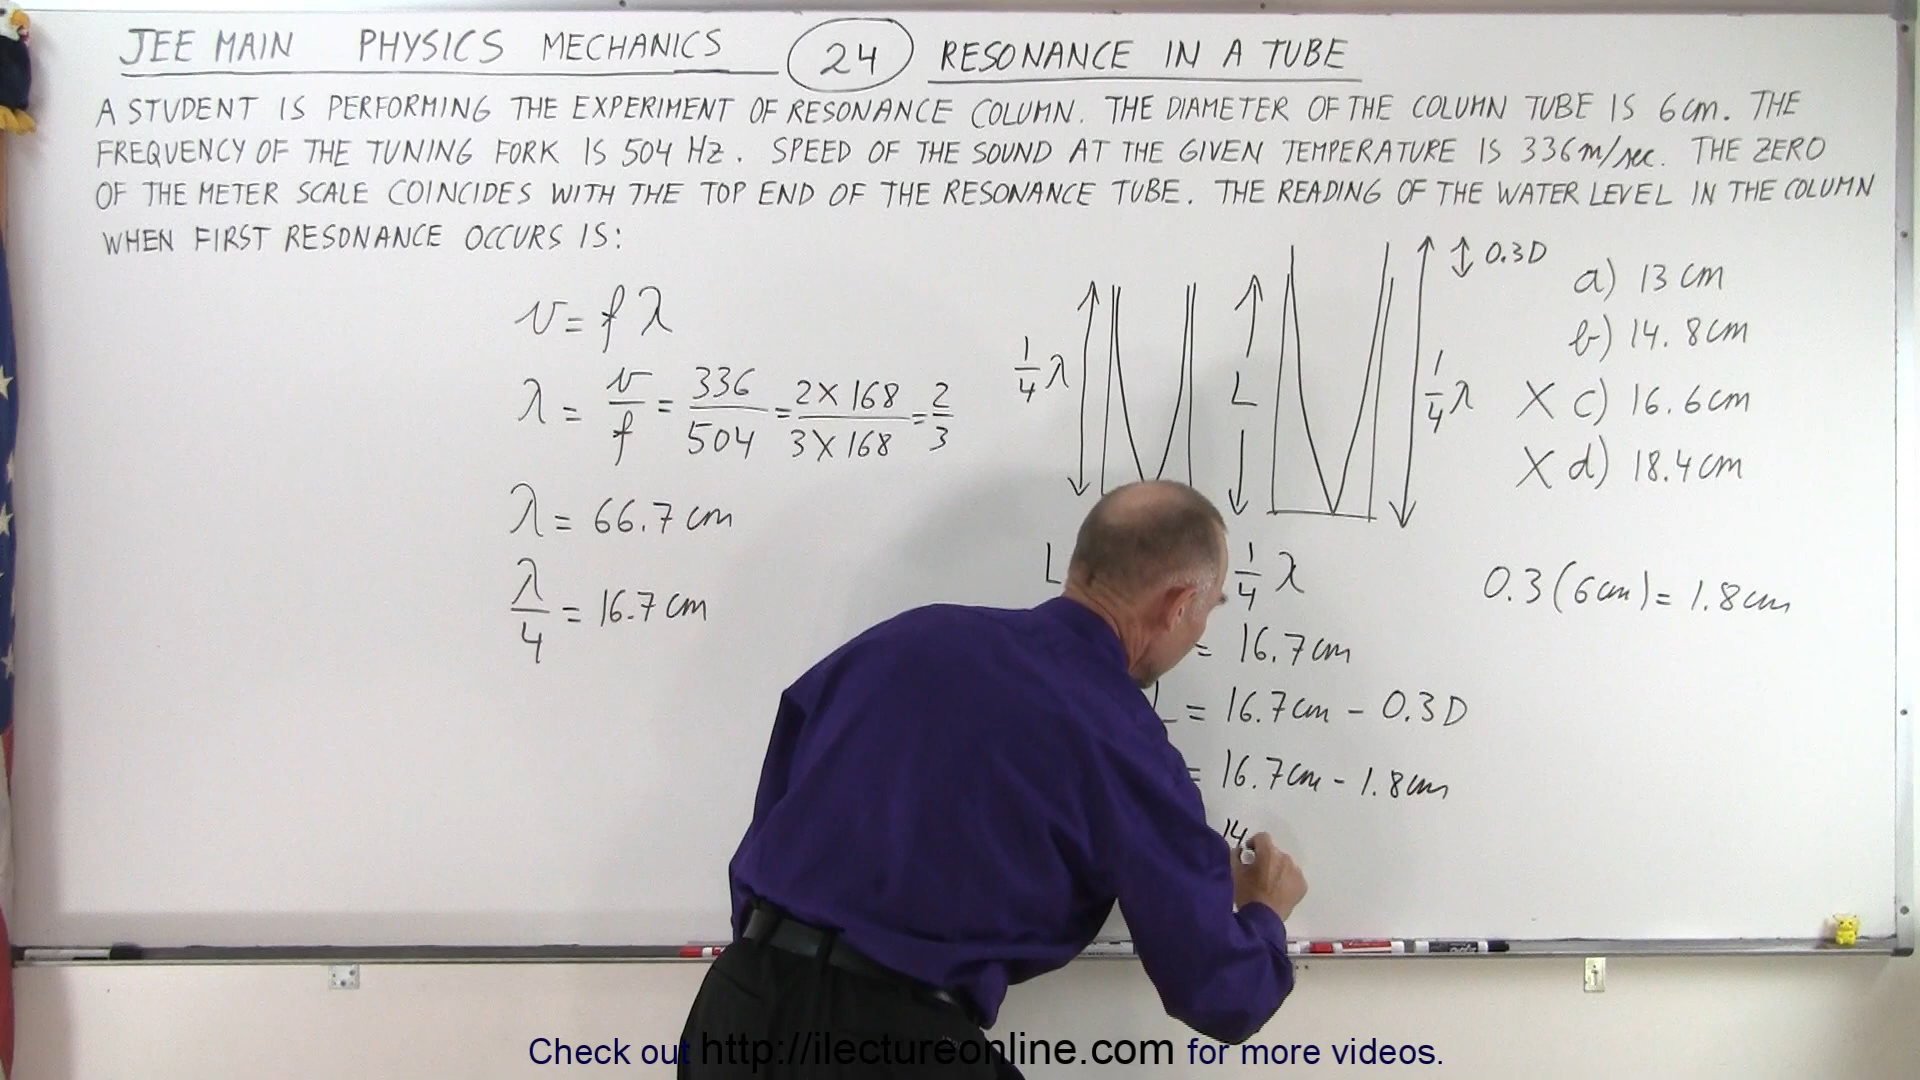 JEE MAIN PHYSICS MECHANICS 24 RESONANCE IN A TUBE
A STUDENT IS PERFORMING THE EXPERIMENT OF RESONANCE COLUMN. THE DIAMETER OF THE COLUMN TUBE IS 6 cm. THE
FREQUENCY OF THE TUNING FORK IS 504 HZ. SPEED OF THE SOUND AT THE GIVEN TEMPERATURE IS 336 m/sec. THE ZERO
OF THE METER SCALE COINCIDES WITH THE TOP END OF THE RESONANCE TUBE. THE READING OF THE WATER LEVEL IN THE COLUMN
WHEN FIRST RESONANCE OCCURS IS:
v = f λ
λ = v/f = 336/504 = 2 X 168/3 X 168 = 2/3
λ = 66.7 cm
λ/4 = 16.7 cm
1/4 λ
L
1/4 λ
0.3 D
a) 13 cm
b) 14.8 cm
X c) 16.6 cm
X d) 18.4 cm
L 1/4 λ
= 16.7 cm
L = 16.7 cm - 0.3 D
= 16.7 cm - 1.8 cm
14.
0.3 (6 cm) = 1.8 cm
Check out http://ilectureonline.com for more videos.